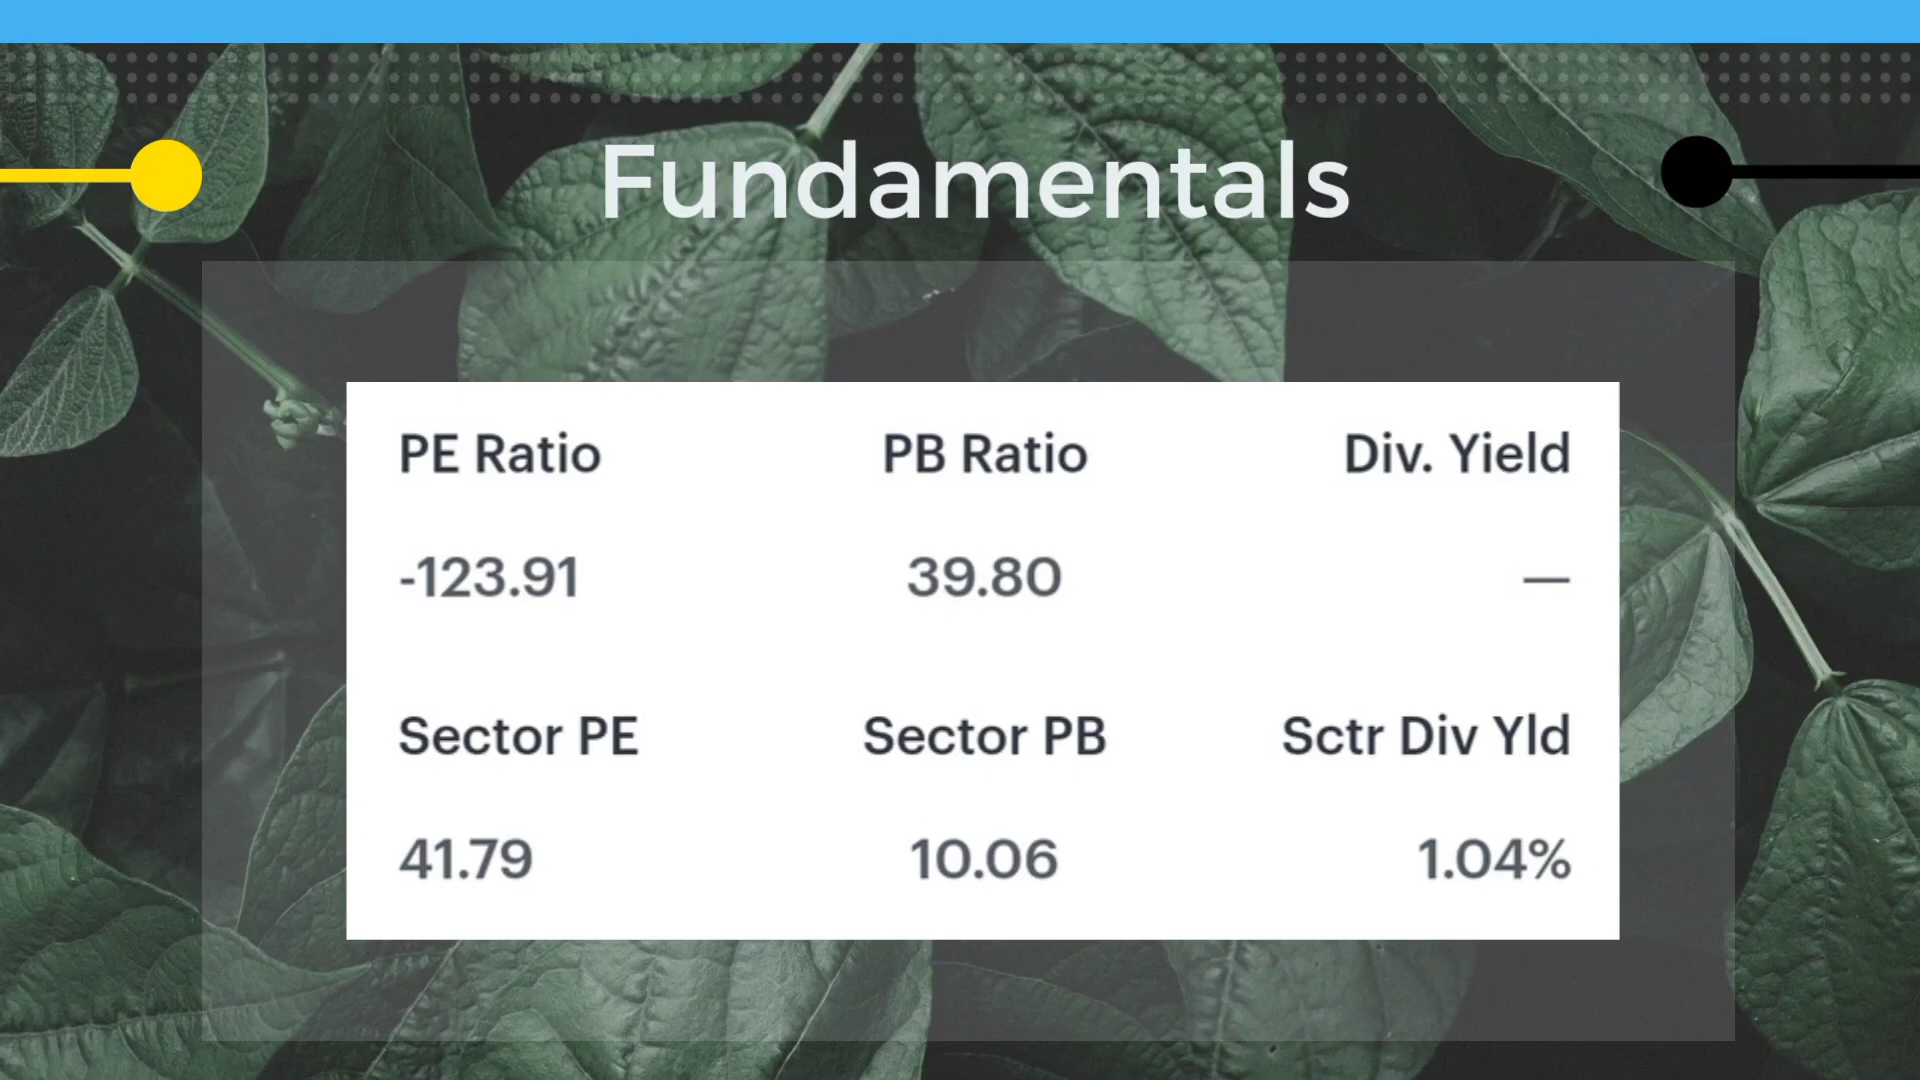 Fundamentals
PE Ratio PB Ratio Div. Yield
-123.91 39.80 —
Sector PE Sector PB Sctr Div Yld
41.79 10.06 1.04%